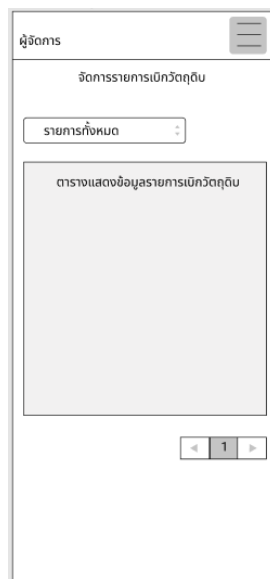 ผู้จัดการ
จัดการรายการเบิกวัตถุดิบ
รายการทั้งหมด
ตารางแสดงข้อมูลรายการเบิกวัตถุดิบ
1